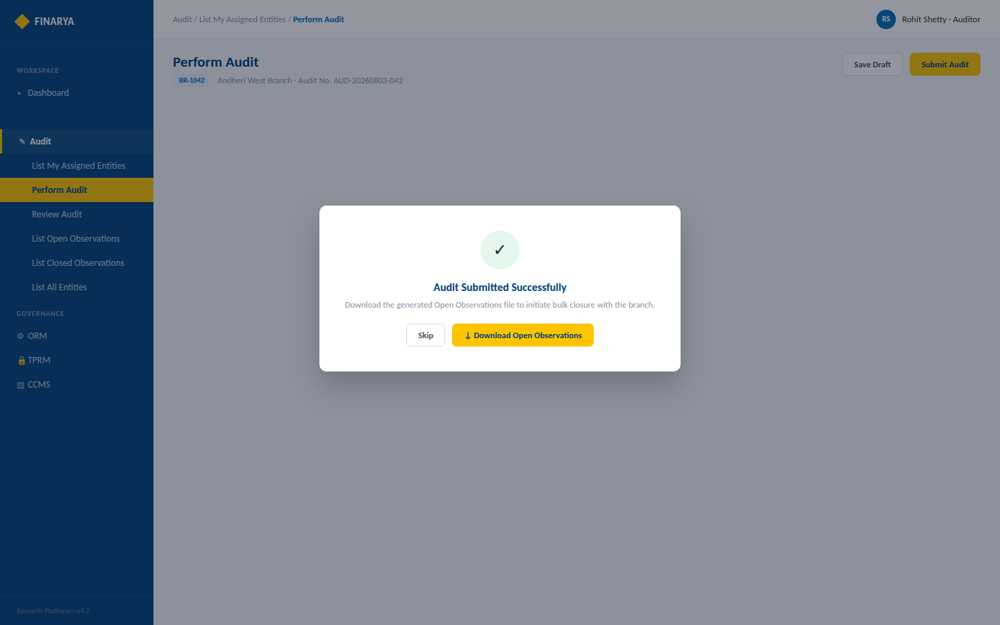 FINARYA
WORKSPACE
Dashboard
Audit
List My Assigned Entities
Perform Audit
Review Audit
List Open Observations
List Closed Observations
List All Entities
GOVERNANCE
ORM
TPRM
CCMS
Samarth Platform · v4.2
Audit / List My Assigned Entities / Perform Audit
RS Rohit Shetty · Auditor
Perform Audit
Save Draft
Submit Audit
BR-1042 Andheri West Branch · Audit No. AUD-20260803-042
✓
Audit Submitted Successfully
Download the generated Open Observations file to initiate bulk closure with the branch.
Skip
↓ Download Open Observations